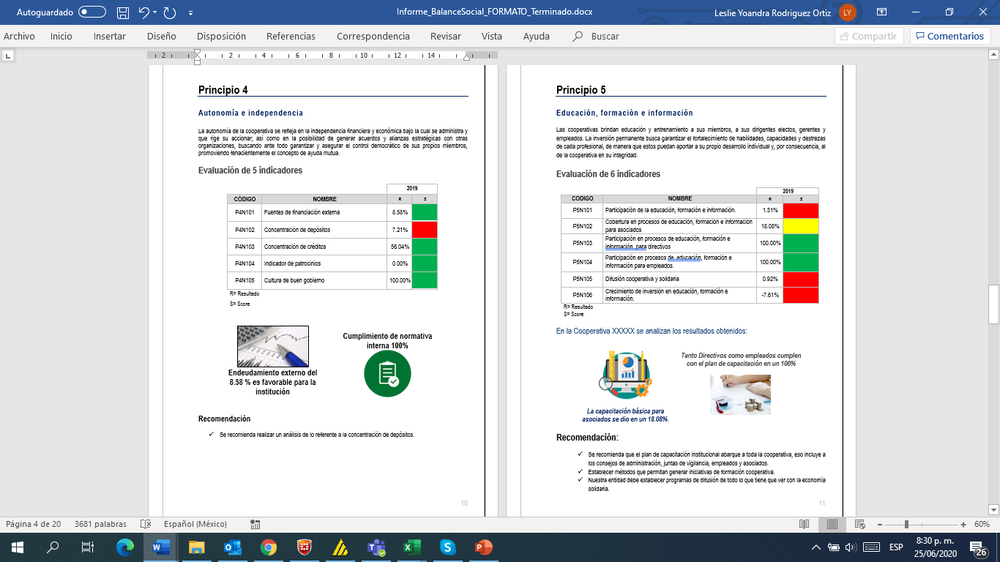 Autoguardado
Informe_BalanceSocial_FORMATO_Terminado.docx
Leslie Yoandra Rodriguez Ortiz
LY
Archivo Inicio Insertar Diseño Disposición Referencias Correspondencia Revisar Vista Ayuda Buscar
Compartir
Comentarios
2 2 4 6 8 10 12 14
Principio 4
Autonomía e independencia
La autonomía de la cooperativa se refleja en la independencia financiera y económica bajo la cual se administra y
que rige su accionar; así como en la posibilidad de generar acuerdos y alianzas estratégicas con otras
organizaciones, buscando ante todo garantizar y asegurar el control democrático de sus propios miembros,
promoviendo fehacientemente el concepto de ayuda mutua.
Evaluación de 5 indicadores
2019
CÓDIGO NOMBRE R S
P4N101 Fuentes de financiación externa 8.58%
P4N102 Concentración de depósitos 7.21%
P4N103 Concentración de créditos 56.04%
P4N104 Indicador de patrocinios 0.00%
P4N105 Cultura de buen gobierno 100.00%
R= Resultado
S= Score
Endeudamiento externo del
8.58 % es favorable para la
institución
Cumplimiento de normativa
interna 100%
Recomendación
✓ Se recomienda realizar un análisis de lo referente a la concentración de depósitos.
10
Principio 5
Educación, formación e información
Las cooperativas brindan educación y entrenamiento a sus miembros, a sus dirigentes electos, gerentes y
empleados. La inversión permanente busca garantizar el fortalecimiento de habilidades, capacidades y destrezas
de cada profesional, de manera que estos puedan aportar a su propio desarrollo individual y, por consecuencia, al
de la cooperativa en su integridad.
Evaluación de 6 indicadores
2019
CODIGO NOMBRE R S
P5N101 Participación de la educación, formación e información. 1.31%
P5N102 Cobertura en procesos de educación, formación e información
para asociados 18.08%
P5N103 Participación en procesos de educación, formación e
información para directivos 100.00%
P5N104 Participación en procesos de educación, formación e
información para empleados. 100.00%
P5N105 Difusión cooperativa y solidaria 0.92%
P5N106 Crecimiento de inversión en educación, formación e
información. -7.61%
R= Resultado
S= Score
En la Cooperativa XXXXX se analizan los resultados obtenidos:
La capacitación básica para
asociados se dio en un 18.08%.
Tanto Directivos como empleados cumplen
con el plan de capacitación en un 100%
Recomendación:
✓ Se recomienda que el plan de capacitación institucional abarque a toda la cooperativa, eso incluye a
los consejos de administración, juntas de vigilancia, empleados y asociados.
✓ Establecer métodos que permitan generar iniciativas de formación cooperativa.
✓ Nuestra entidad debe establecer programas de difusión de todo lo que tiene que ver con la economía
solidaria.
11
Página 4 de 20 3681 palabras Español (México)
60%
ESP
8:30 p. m.
25/06/2020
26